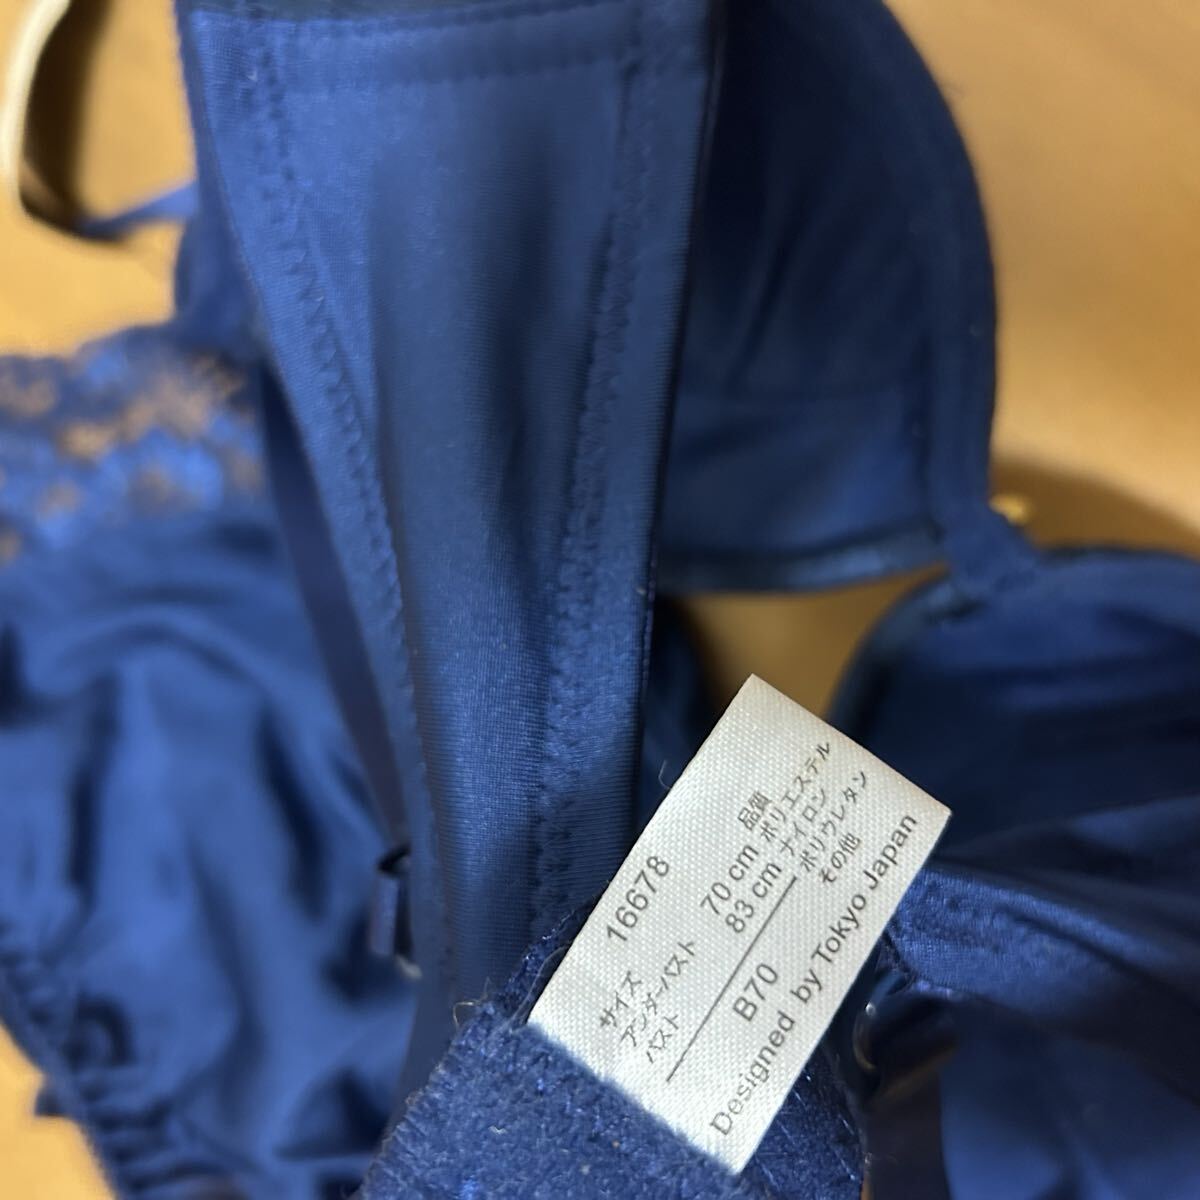 16678
サイズ
アンダーバスト 70 cm
バスト 83 cm
B70
品質
ポリエステル
ナイロン
ポリウレタン
その他
Designed by Tokyo Japan